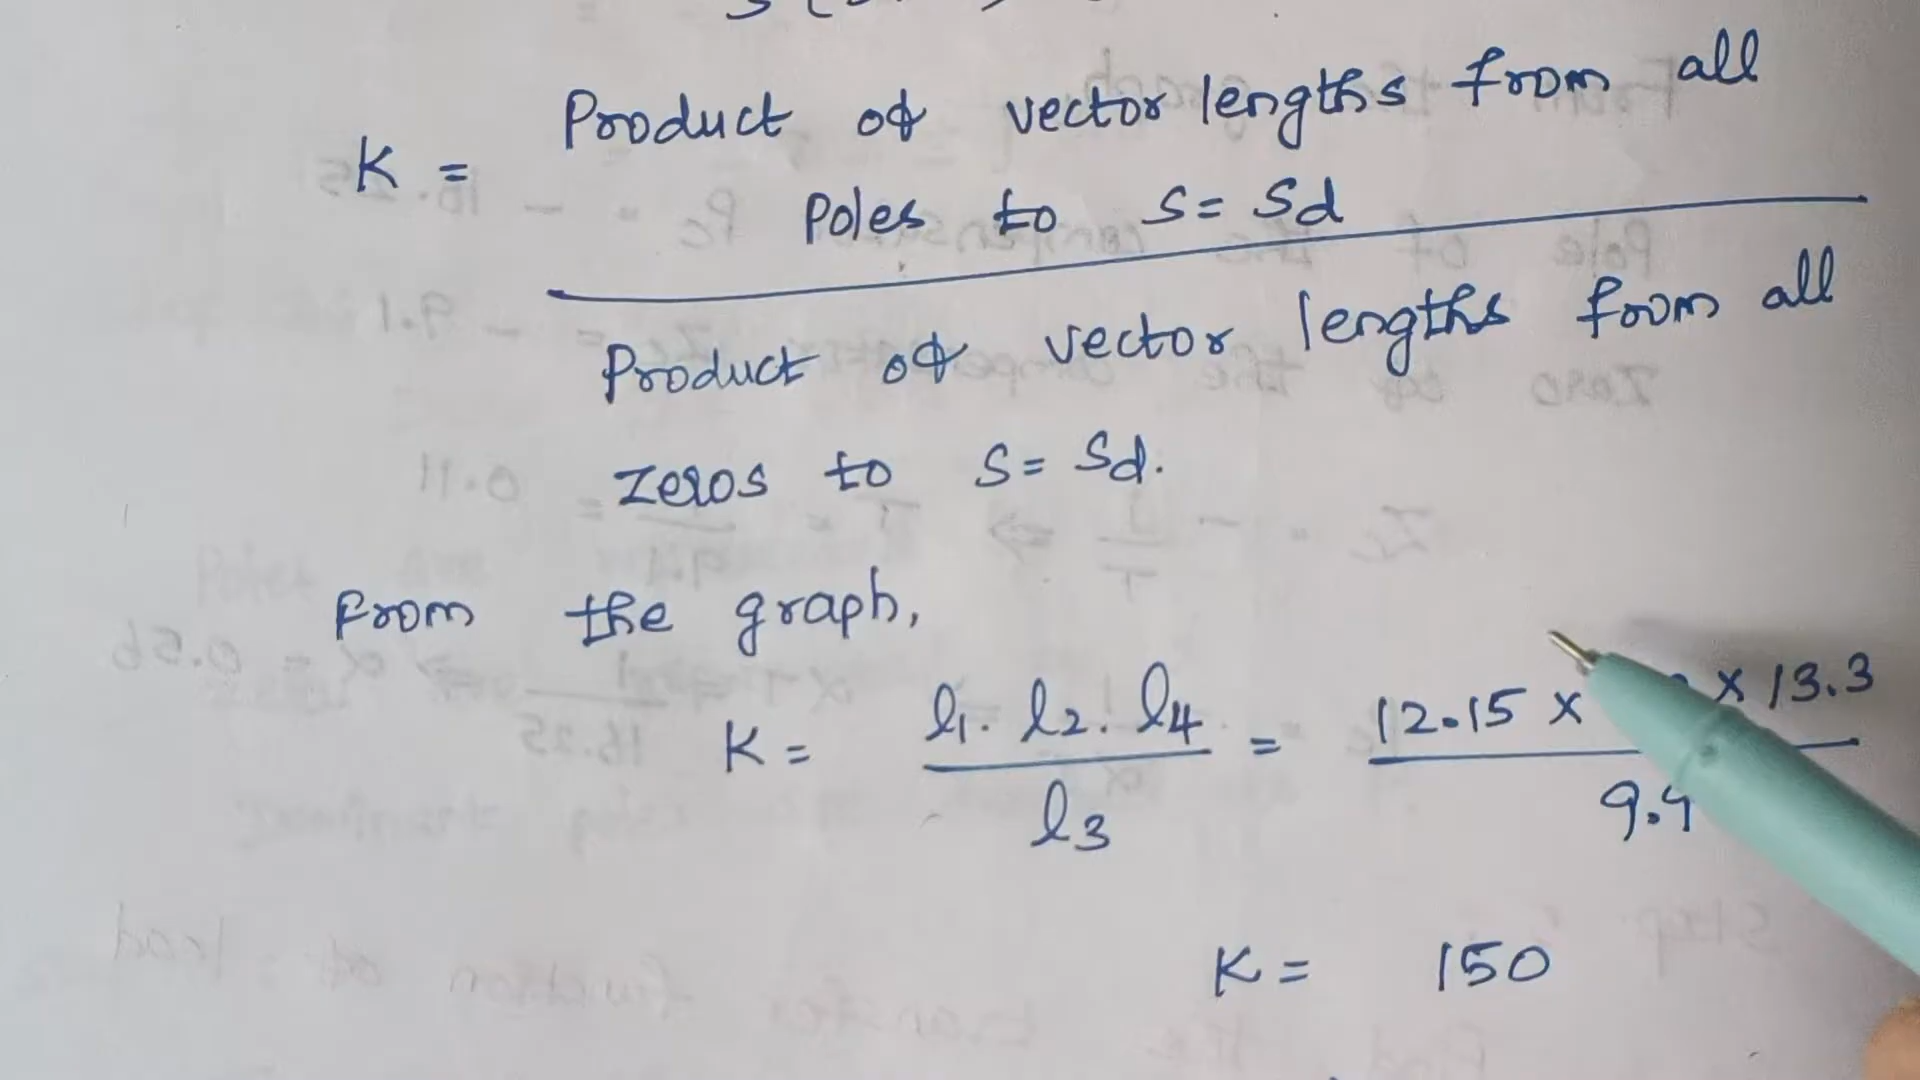 Product of vector lengths from all
K =
Poles to S = Sd
Product of vector lengths from all
zeros to S = Sd.
From the graph,
K = l1. l2. l4 / l3 = 12.15 × × 13.3 / 9.9
K = 150